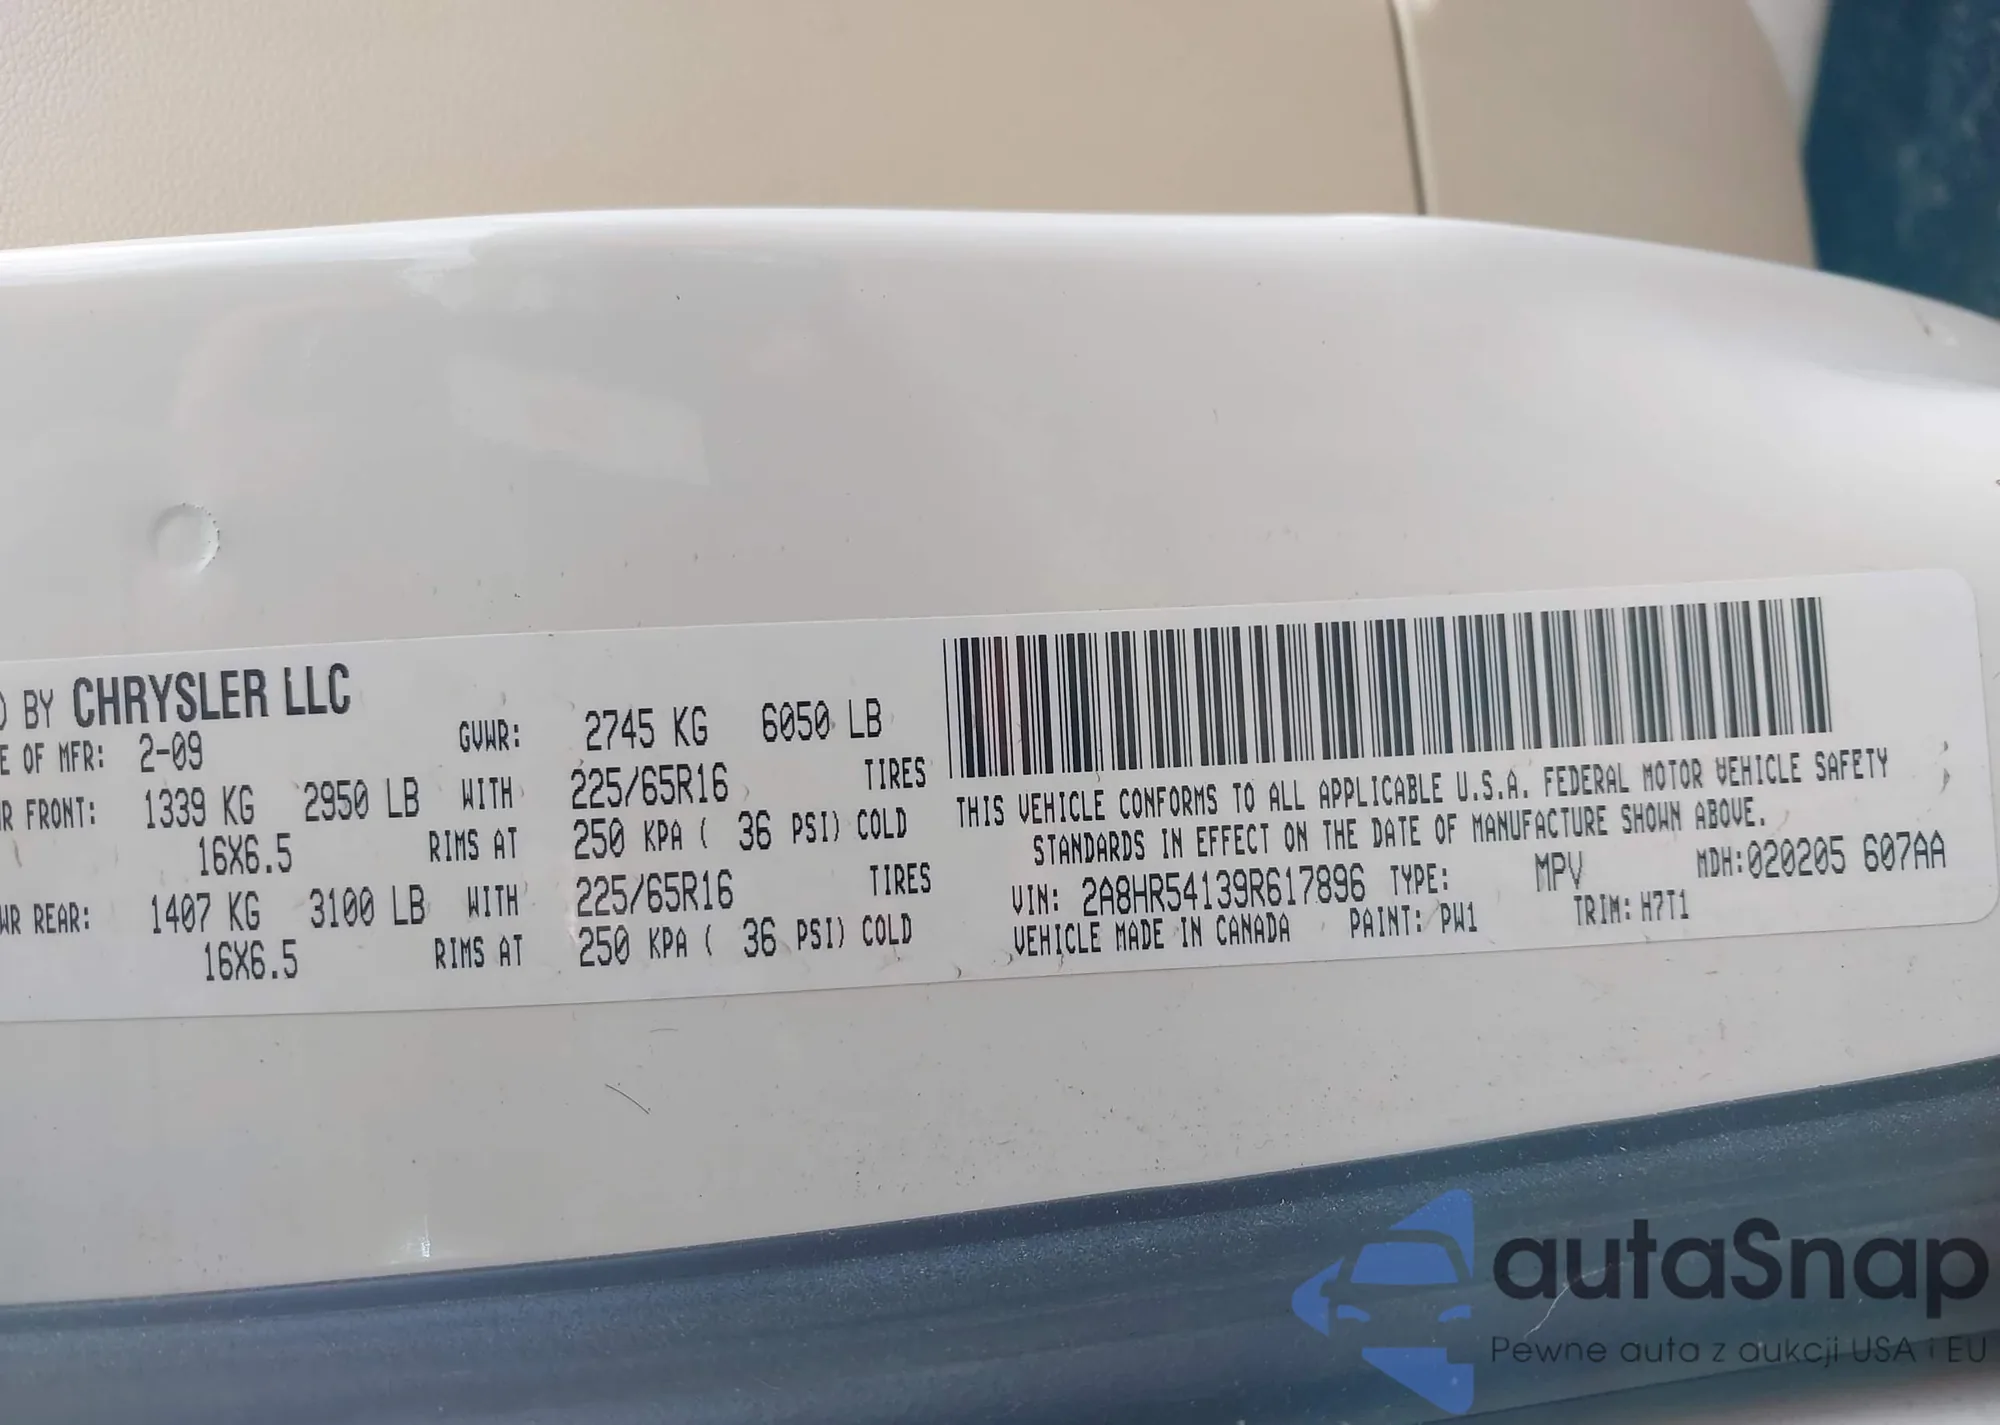 ) BY CHRYSLER LLC
E OF MFR: 2-09
GVWR: 2745 KG 6050 LB
R FRONT: 1339 KG 2950 LB WITH 225/65R16 TIRES
16X6.5 RIMS AT 250 KPA ( 36 PSI) COLD
WR REAR: 1407 KG 3100 LB WITH 225/65R16 TIRES
16X6.5 RIMS AT 250 KPA ( 36 PSI) COLD
THIS VEHICLE CONFORMS TO ALL APPLICABLE U.S.A. FEDERAL MOTOR VEHICLE SAFETY
STANDARDS IN EFFECT ON THE DATE OF MANUFACTURE SHOWN ABOVE.
VIN: 2A8HR54139R617896 TYPE: MPV MDH:020205 607AA
VEHICLE MADE IN CANADA PAINT: PW1 TRIM: H7T1
autaSnap
Pewne auta z aukcji USA i EU